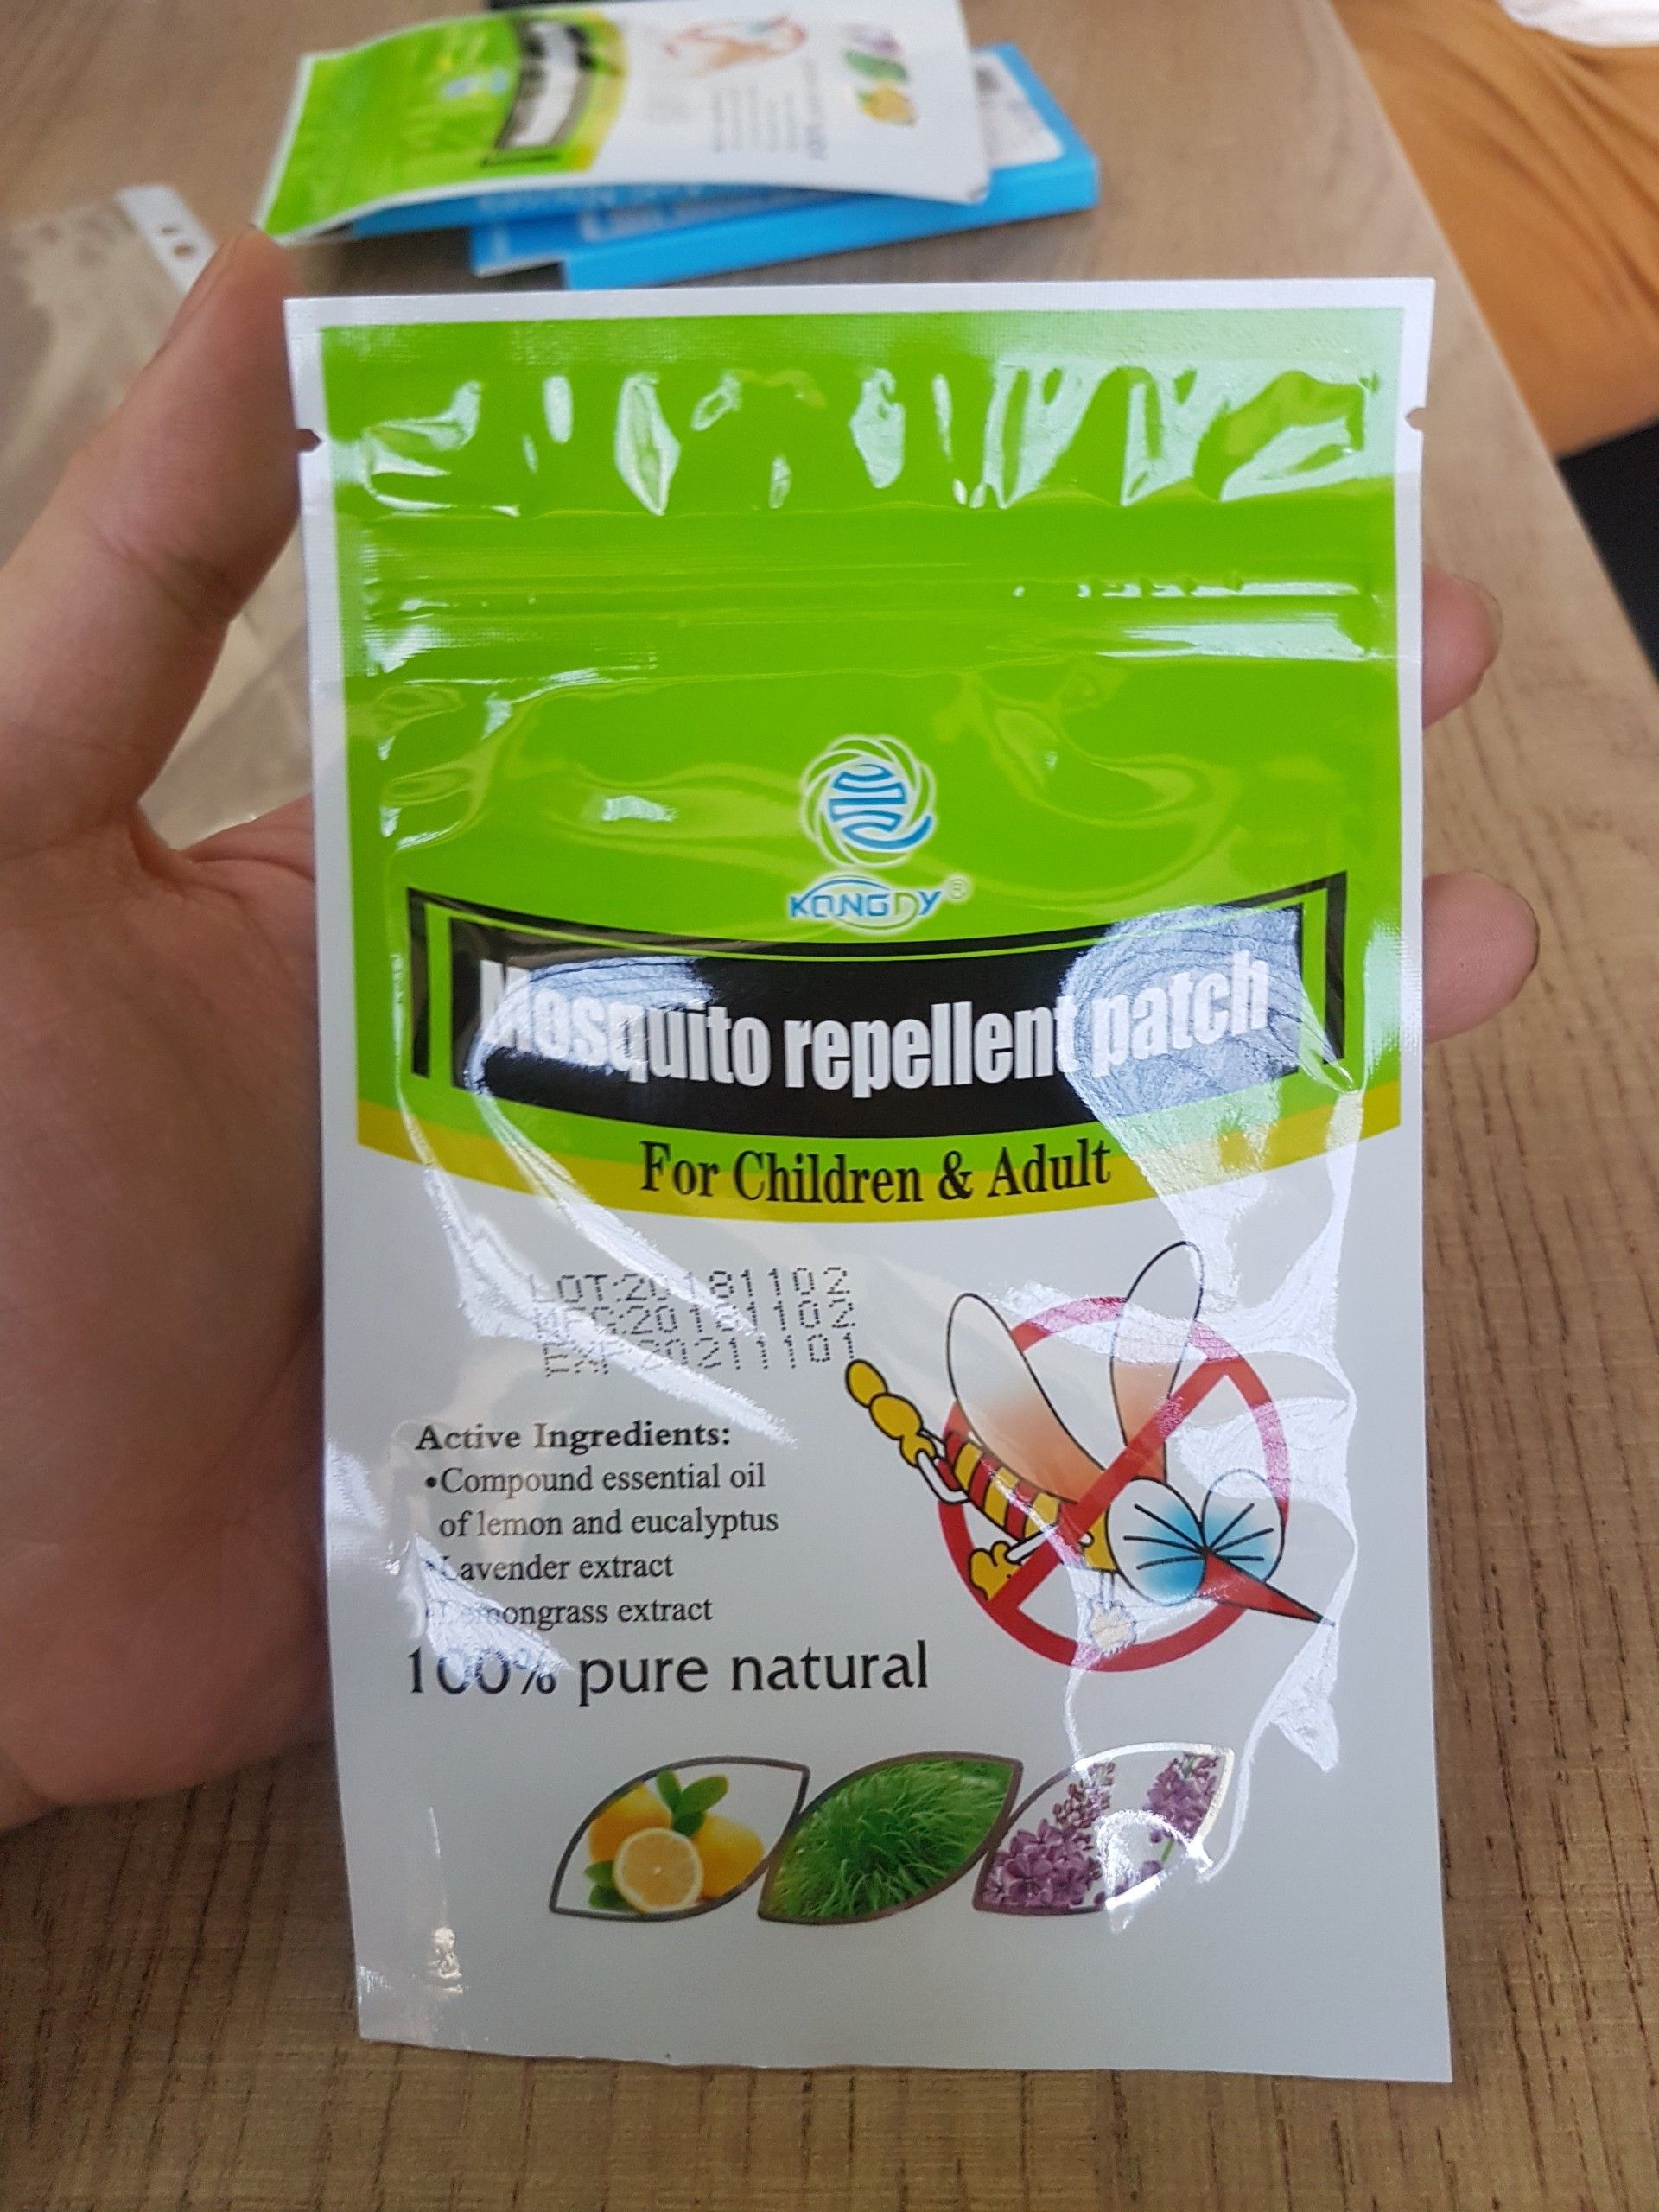 KONGDY®
Mosquito repellent patch
For Children & Adult
LOT:20181102
MFG:20181102
EXP:20211101
Active Ingredients:
•Compound essential oil
of lemon and eucalyptus
•Lavender extract
•Lemongrass extract
100% pure natural